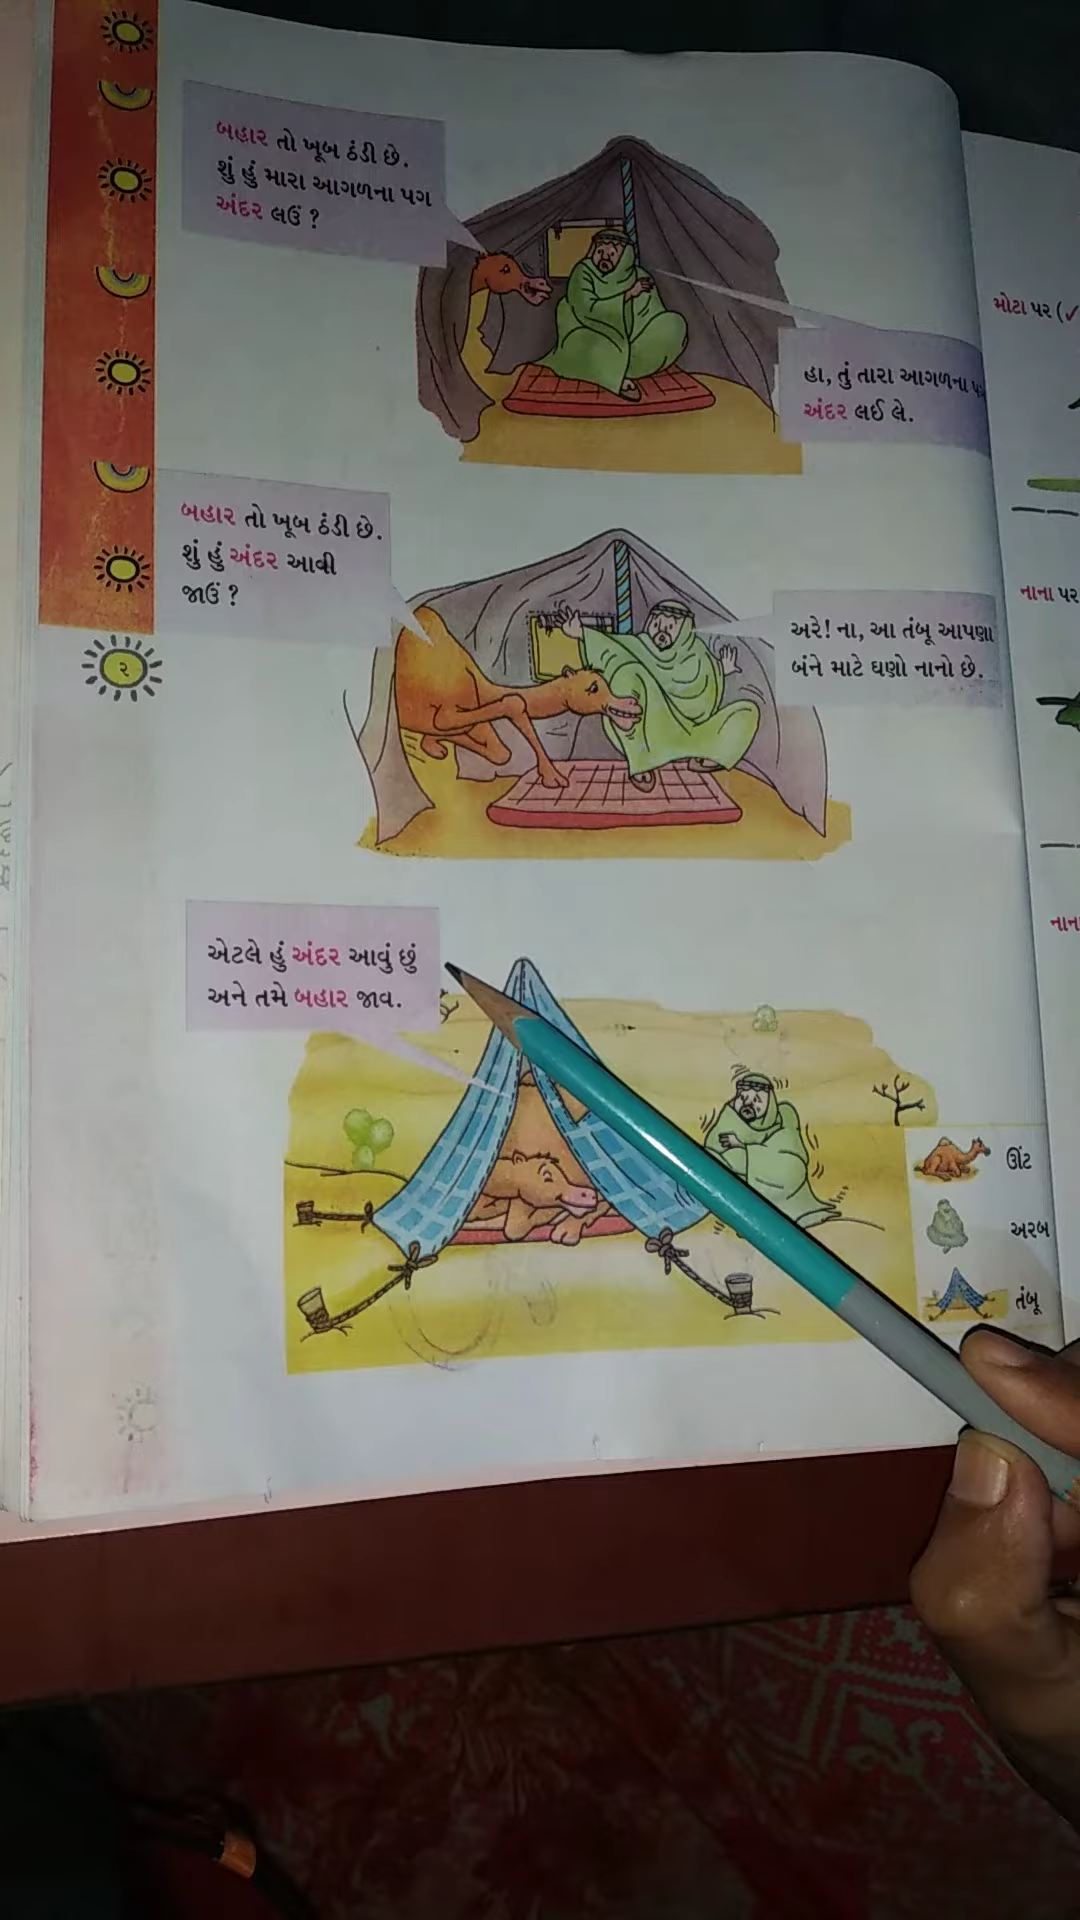 બહાર તો ખૂબ ઠંડી છે.
શું હું મારા આગળના પગ
અંદર લઉં ?
હા, તું તારા આગળના
અંદર લઈ લે.
બહાર તો ખૂબ ઠંડી છે.
શું હું અંદર આવી
જાઉં ?
અરે! ના, આ તંબૂ આપણા
બંને માટે ઘણો નાનો છે.
૨
એટલે હું અંદર આવું છું
અને તમે બહાર જાવ.
ઊંટ
અરબ
તંબૂ
મોટા પર (✓
નાના પર
નાના